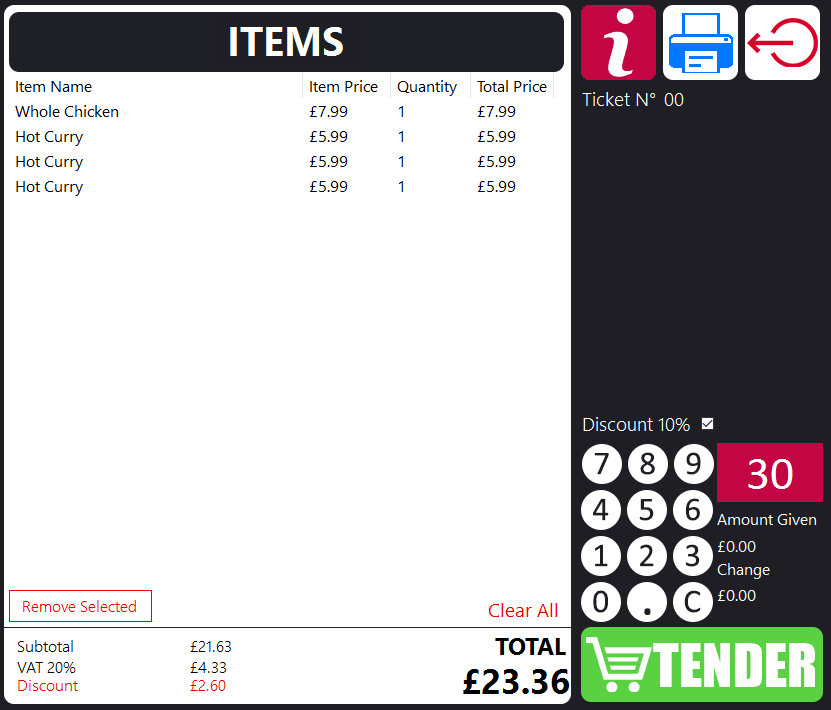 ITEMS
Item Name Item Price Quantity Total Price
Whole Chicken £7.99 1 £7.99
Hot Curry £5.99 1 £5.99
Hot Curry £5.99 1 £5.99
Hot Curry £5.99 1 £5.99
Remove Selected
Clear All
Subtotal £21.63
VAT 20% £4.33
Discount £2.60
TOTAL
£23.36
i
Ticket N° 00
Discount 10%
7 8 9
4 5 6
1 2 3
0 . C
30
Amount Given
£0.00
Change
£0.00
TENDER